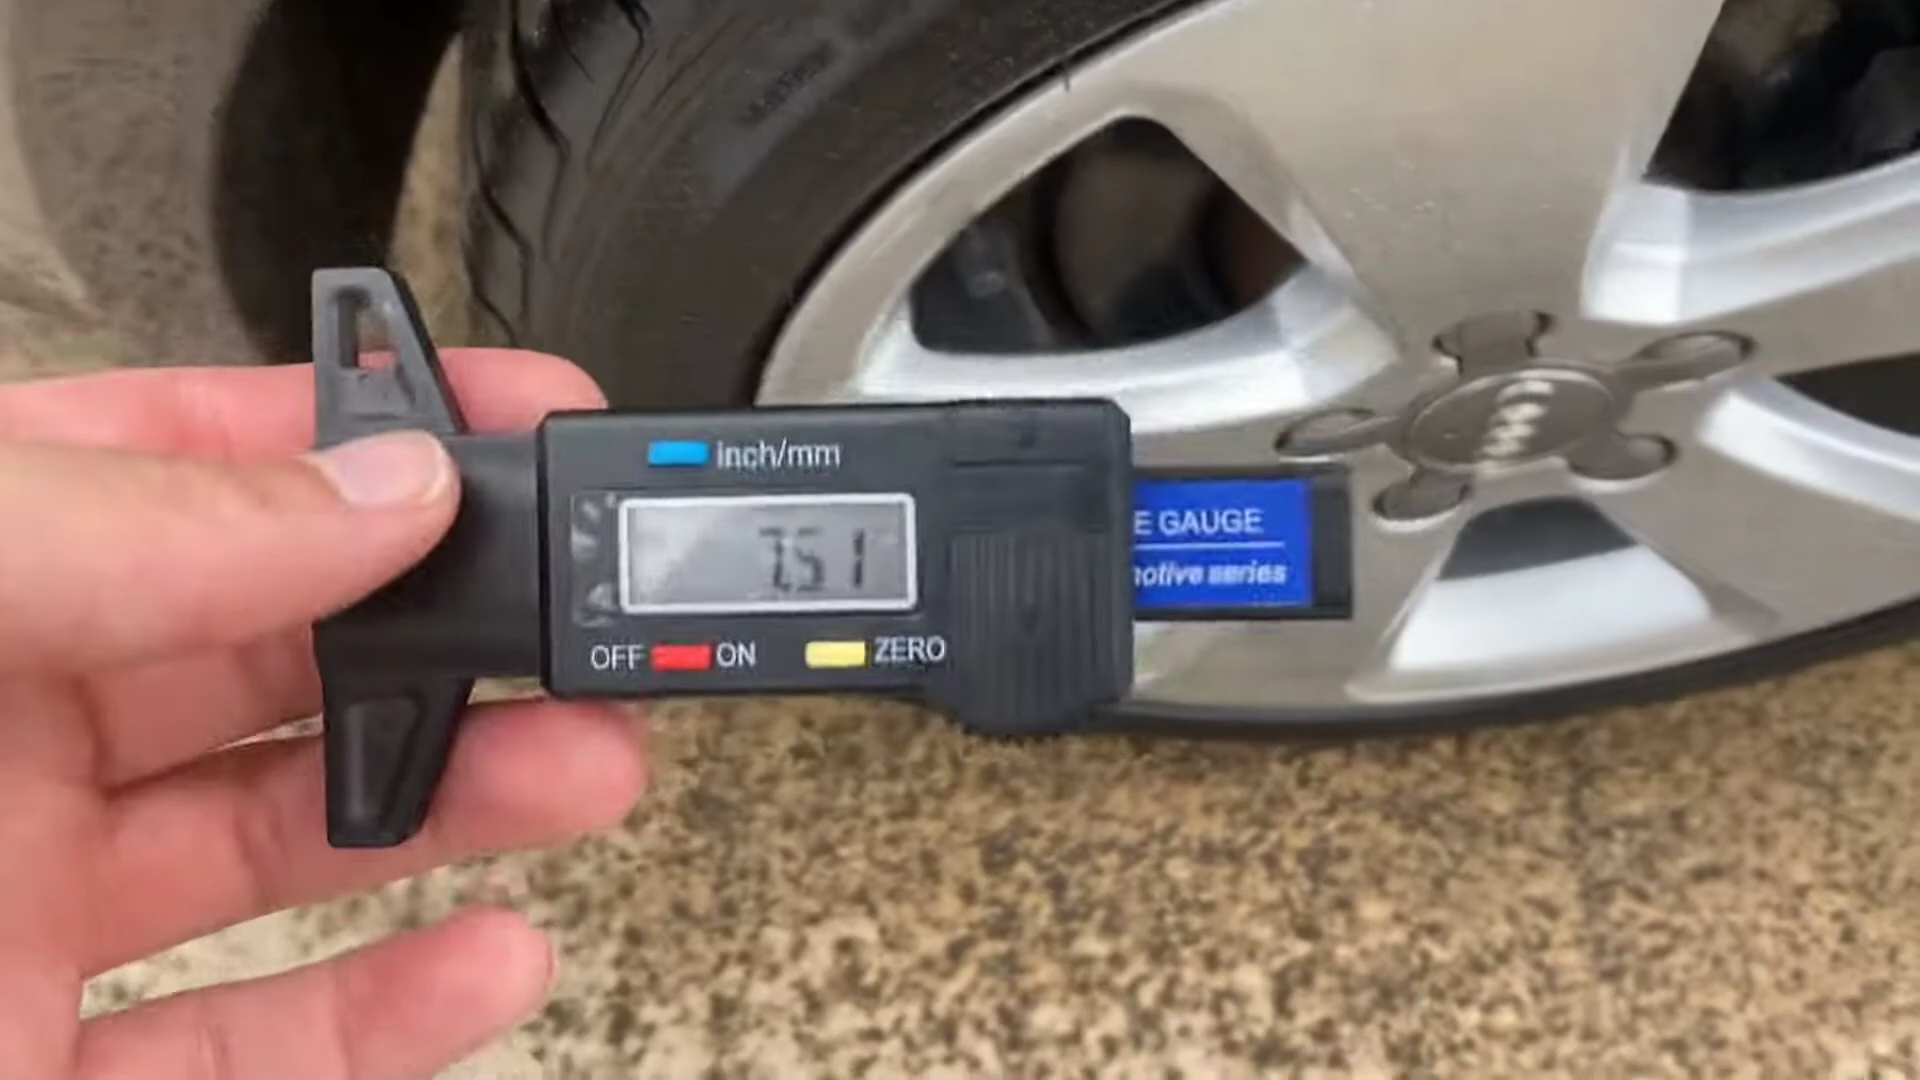 inch/mm
7.51
OFF ON ZERO
E GAUGE
notive series